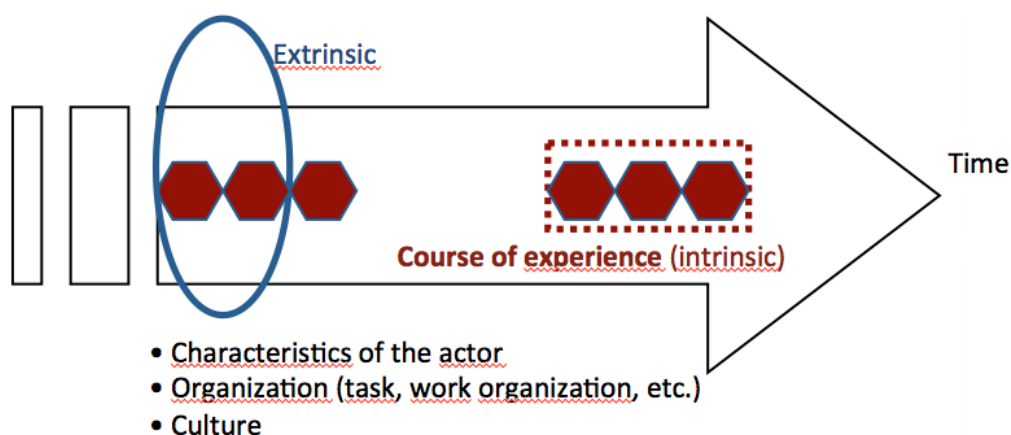 Extrinsic
Time
Course of experience (intrinsic)
• Characteristics of the actor
• Organization (task, work organization, etc.)
• Culture